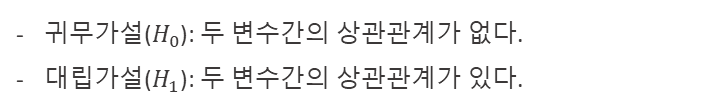 - 귀무가설(H₀): 두 변수간의 상관관계가 없다.
- 대립가설(H₁): 두 변수간의 상관관계가 있다.